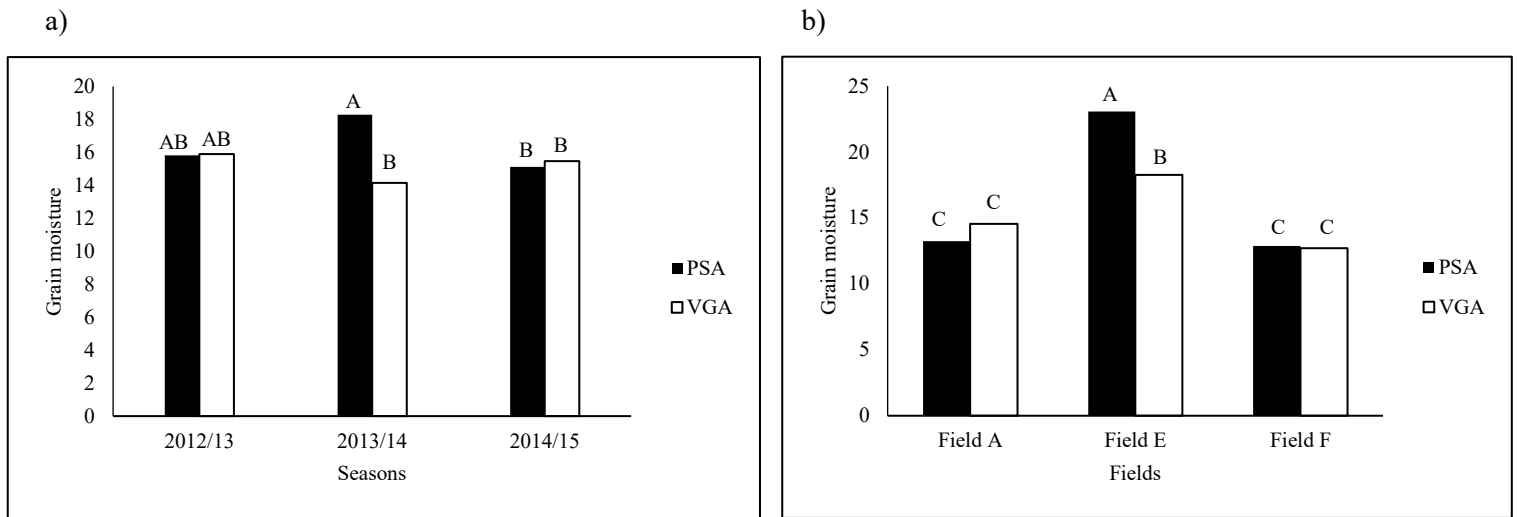 a)
20
18
16
14
12
10
8
6
4
2
0
Grain moisture
AB AB
A
B
B B
2012/13 2013/14 2014/15
Seasons
PSA
VGA
b)
25
20
15
10
5
0
Grain moisture
C C
A
B
C C
Field A Field E Field F
Fields
PSA
VGA